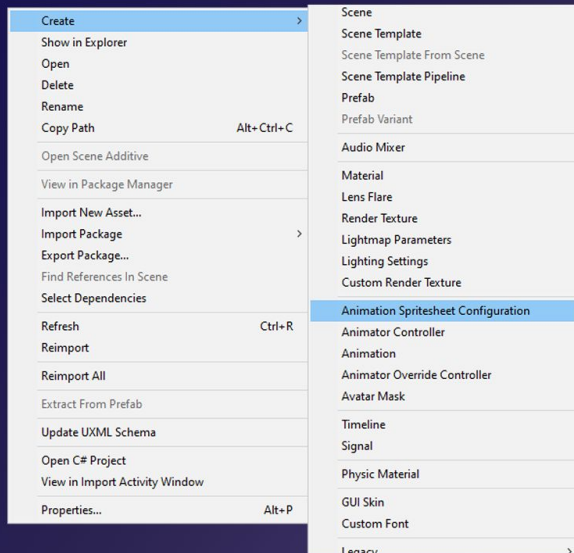 Create
Show in Explorer
Open
Delete
Rename
Copy Path Alt+Ctrl+C
Open Scene Additive
View in Package Manager
Import New Asset...
Import Package
Export Package...
Find References In Scene
Select Dependencies
Refresh Ctrl+R
Reimport
Reimport All
Extract From Prefab
Update UXML Schema
Open C# Project
View in Import Activity Window
Properties... Alt+P
Scene
Scene Template
Scene Template From Scene
Scene Template Pipeline
Prefab
Prefab Variant
Audio Mixer
Material
Lens Flare
Render Texture
Lightmap Parameters
Lighting Settings
Custom Render Texture
Animation Spritesheet Configuration
Animator Controller
Animation
Animator Override Controller
Avatar Mask
Timeline
Signal
Physic Material
GUI Skin
Custom Font
Legacy